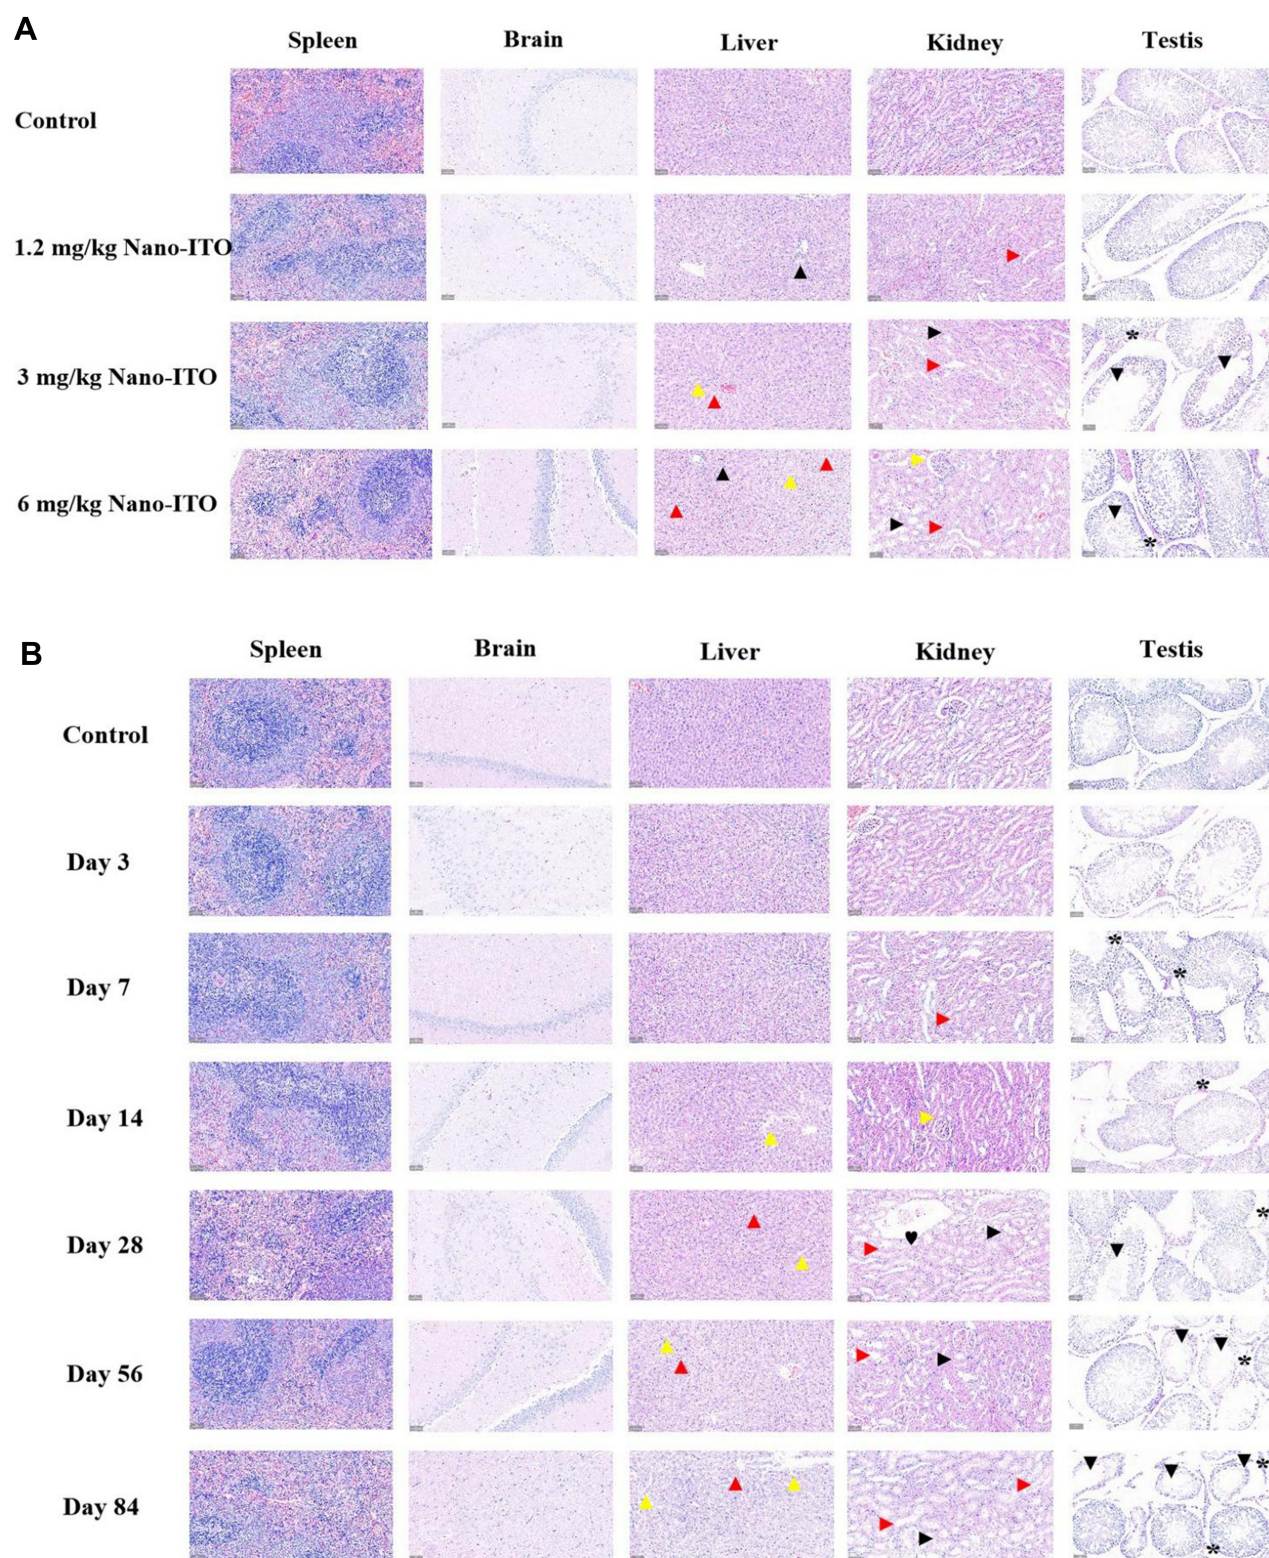 A
Spleen Brain Liver Kidney Testis
Control
1.2 mg/kg Nano-ITO
3 mg/kg Nano-ITO
6 mg/kg Nano-ITO
B
Spleen Brain Liver Kidney Testis
Control
Day 3
Day 7
Day 14
Day 28
Day 56
Day 84